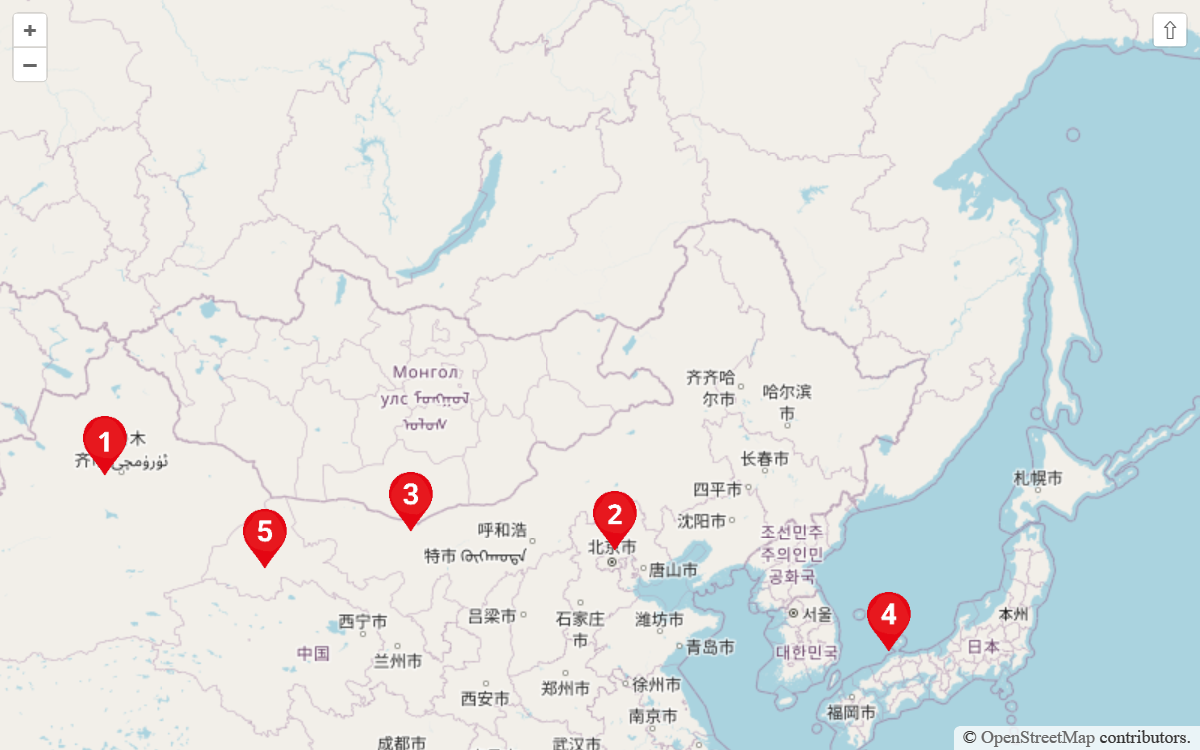 +
−
⇧
Монгол
улс ᠮᠣᠩᠭᠣᠯ
ᠤᠯᠤᠰ
齐齐哈
尔市
哈尔滨
市
1
木
齐
ئۈرۈمچى
长春市
札幌市
3
四平市
2
沈阳市
5
呼和浩
特市
조선민주
주의인민
공화국
北京市
唐山市
4
西宁市
吕梁市
石家庄
市
潍坊市
서울
本州
中国
兰州市
青岛市
대한민국
日本
西安市
郑州市
徐州市
南京市
福岡市
成都市
武汉市
© OpenStreetMap contributors.